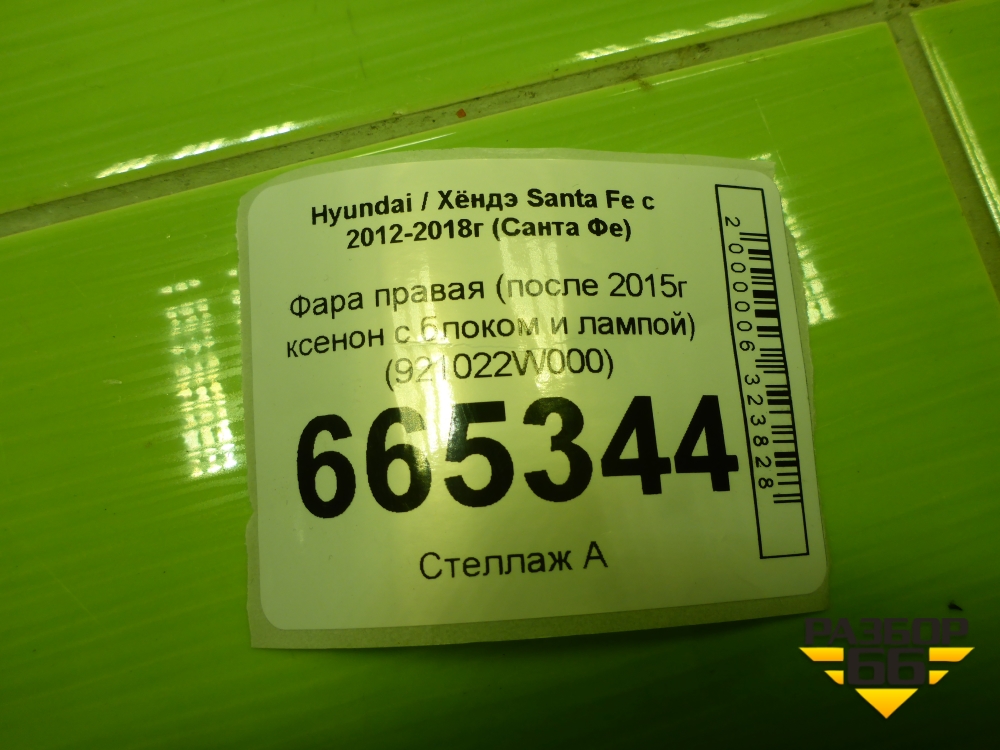 Hyundai / Хёндэ Santa Fe с
2012-2018г (Санта Фе)
Фара правая (после 2015г
ксенон с блоком и лампой)
(921022W000)
665344
Стеллаж А
2000006323828
РАЗБОР
66